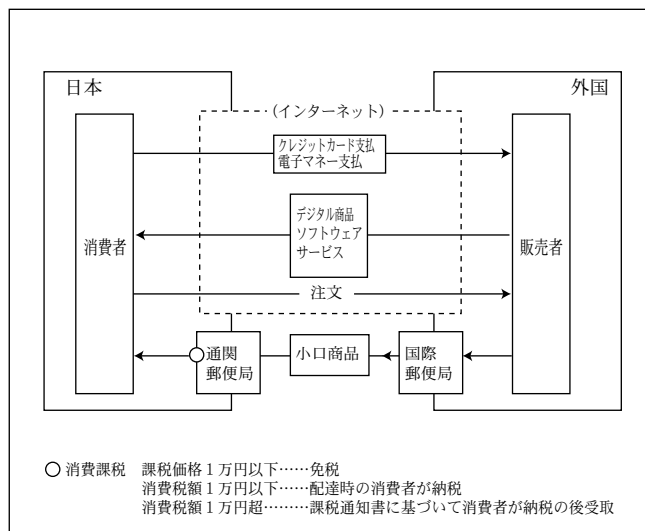 日本
外国
(インターネット)
クレジットカード支払
電子マネー支払
デジタル商品
ソフトウェア
サービス
消費者
販売者
注文
通関
郵便局
小口商品
国際
郵便局
消費課税 課税価格1万円以下……免税
消費税額1万円以下……配達時の消費者が納税
消費税額1万円超………課税通知書に基づいて消費者が納税の後受取